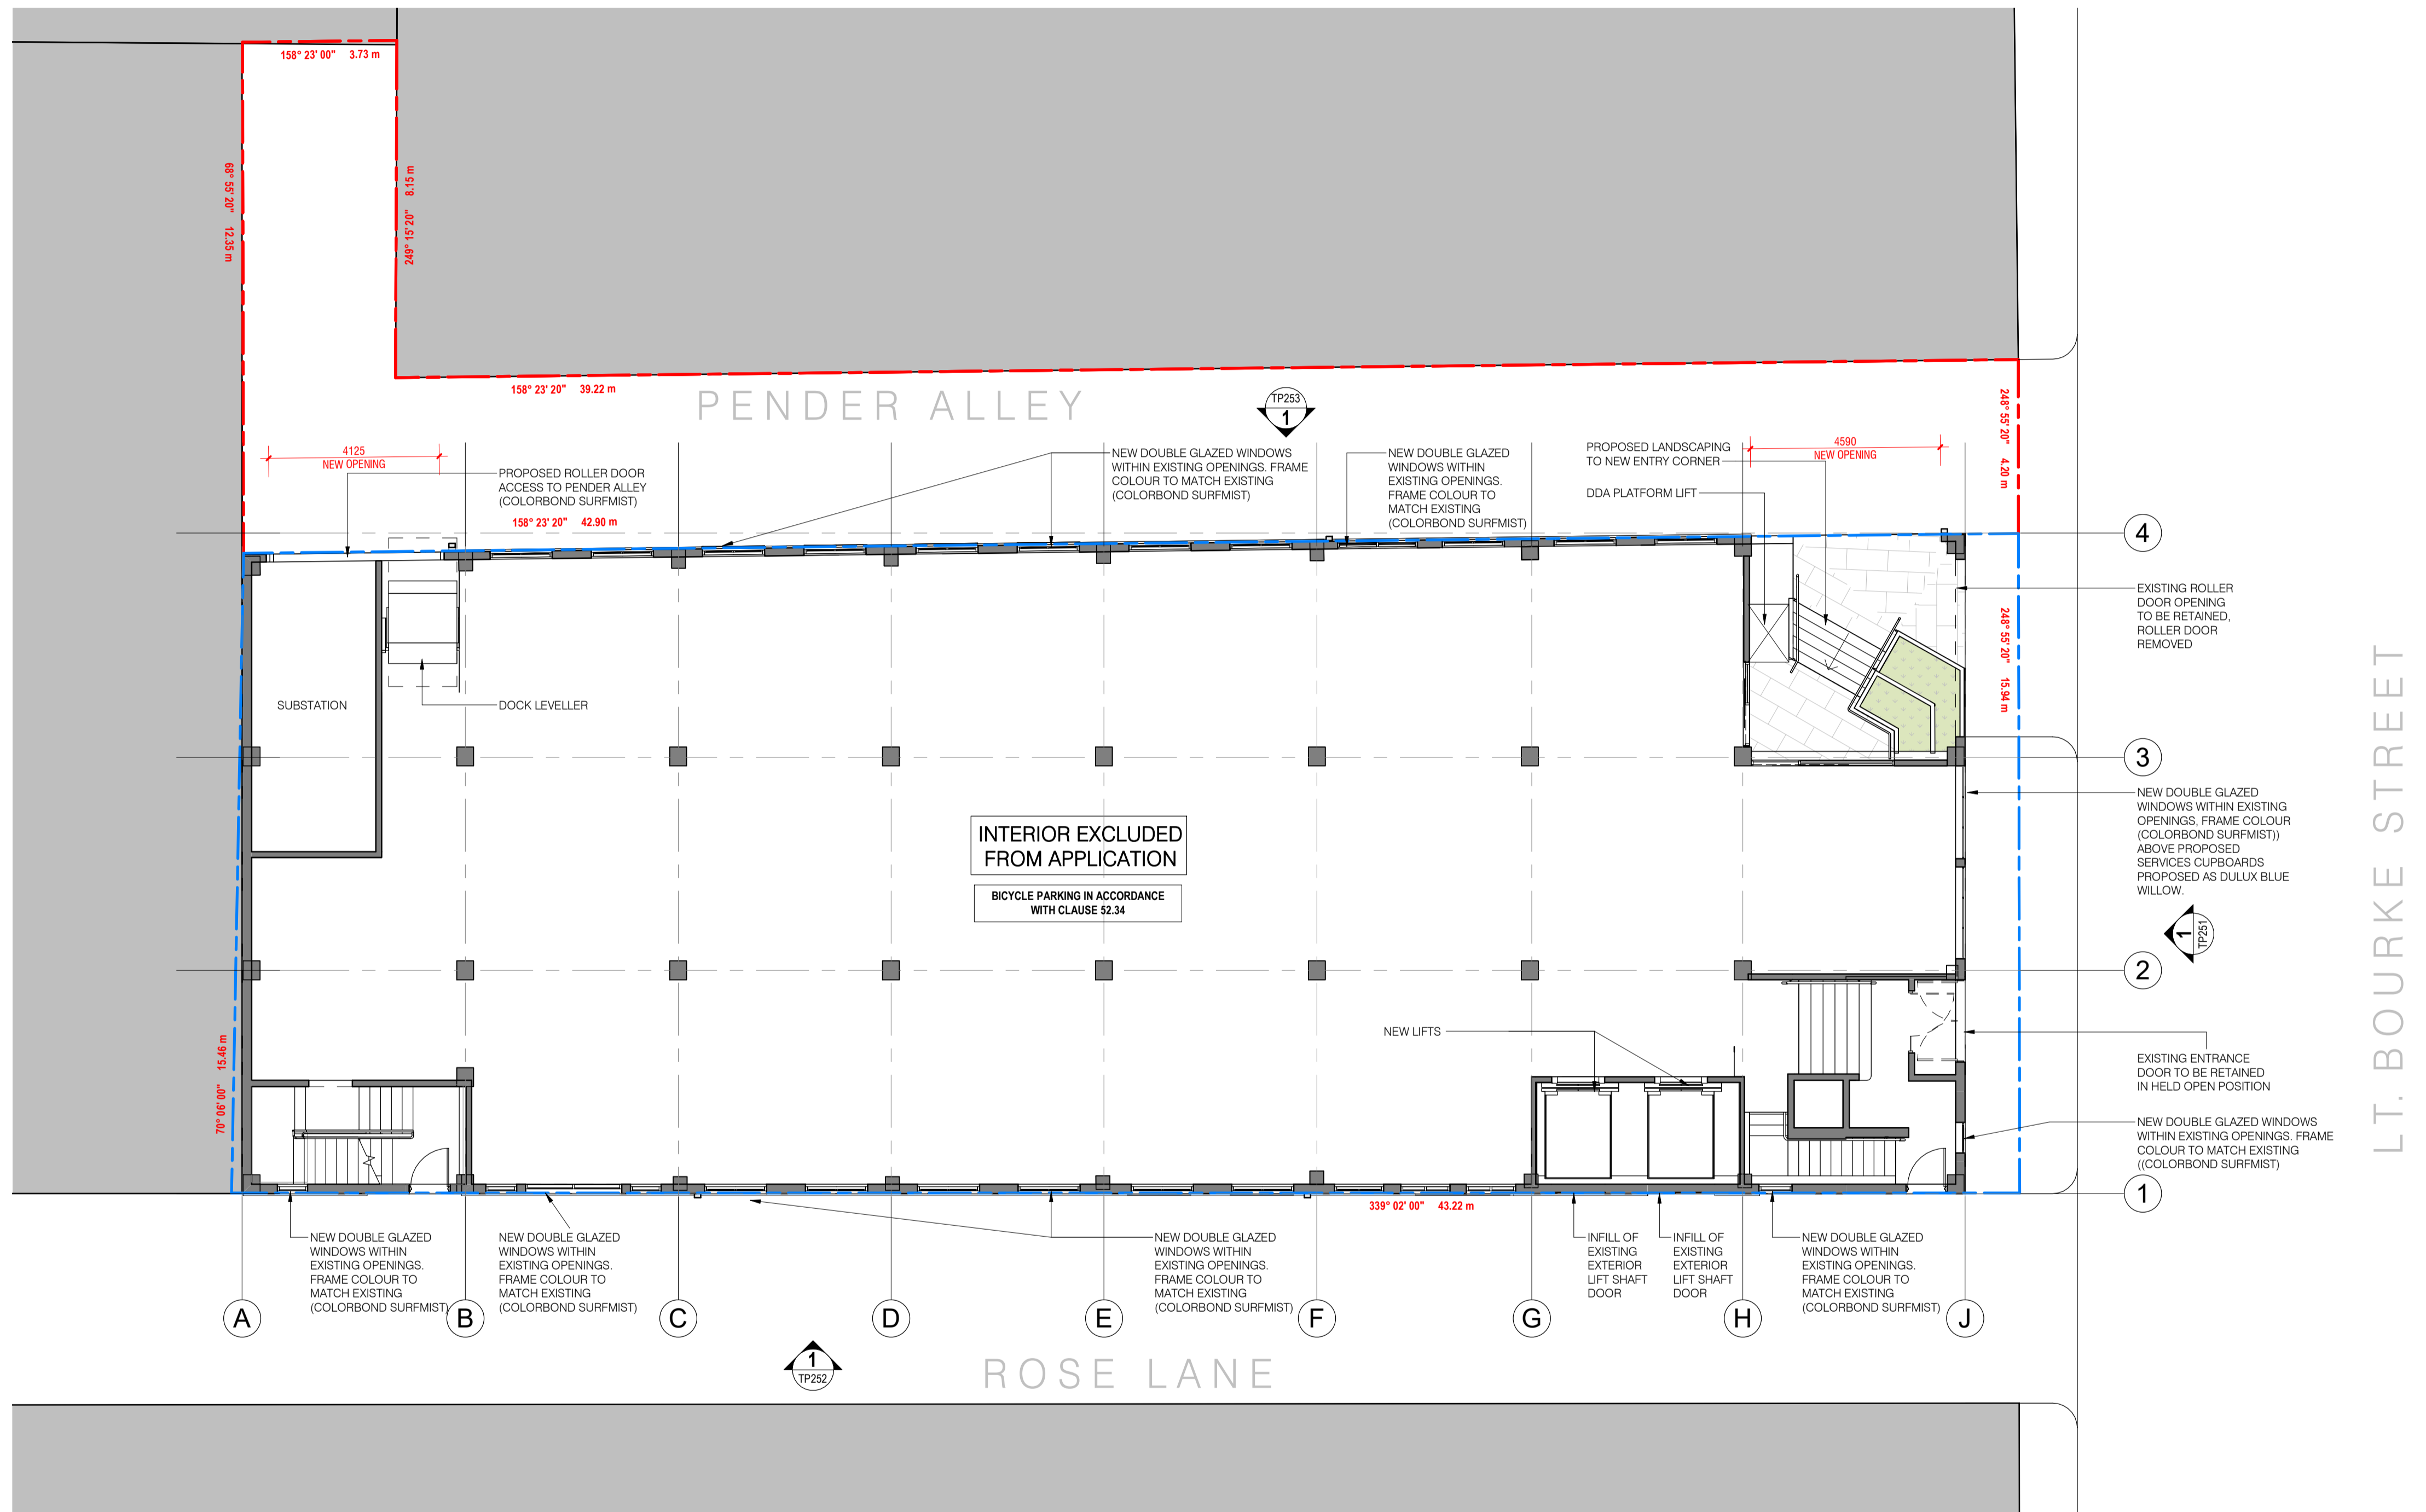 158° 23' 00" 3.73 m
68° 55' 20" 12.35 m
249° 15' 20" 8.15 m
158° 23' 20" 39.22 m
PENDER ALLEY
TP253
1
248° 55' 20" 4.20 m
4125
NEW OPENING
PROPOSED ROLLER DOOR
ACCESS TO PENDER ALLEY
(COLORBOND SURFMIST)
158° 23' 20" 42.90 m
NEW DOUBLE GLAZED WINDOWS
WITHIN EXISTING OPENINGS. FRAME
COLOUR TO MATCH EXISTING
(COLORBOND SURFMIST)
NEW DOUBLE GLAZED
WINDOWS WITHIN
EXISTING OPENINGS.
FRAME COLOUR TO
MATCH EXISTING
(COLORBOND SURFMIST)
PROPOSED LANDSCAPING
TO NEW ENTRY CORNER
DDA PLATFORM LIFT
4590
NEW OPENING
4
EXISTING ROLLER
DOOR OPENING
TO BE RETAINED,
ROLLER DOOR
REMOVED
248° 55' 20" 15.94 m
SUBSTATION
DOCK LEVELLER
3
NEW DOUBLE GLAZED
WINDOWS WITHIN EXISTING
OPENINGS, FRAME COLOUR
(COLORBOND SURFMIST))
ABOVE PROPOSED
SERVICES CUPBOARDS
PROPOSED AS DULUX BLUE
WILLOW.
LT. BOURKE STREET
INTERIOR EXCLUDED
FROM APPLICATION
BICYCLE PARKING IN ACCORDANCE
WITH CLAUSE 52.34
1
TP251
2
NEW LIFTS
70° 06' 00" 15.46 m
EXISTING ENTRANCE
DOOR TO BE RETAINED
IN HELD OPEN POSITION
NEW DOUBLE GLAZED WINDOWS
WITHIN EXISTING OPENINGS. FRAME
COLOUR TO MATCH EXISTING
((COLORBOND SURFMIST)
1
339° 02' 00" 43.22 m
NEW DOUBLE GLAZED
WINDOWS WITHIN
EXISTING OPENINGS.
FRAME COLOUR TO
MATCH EXISTING
(COLORBOND SURFMIST)
NEW DOUBLE GLAZED
WINDOWS WITHIN
EXISTING OPENINGS.
FRAME COLOUR TO
MATCH EXISTING
(COLORBOND SURFMIST)
NEW DOUBLE GLAZED
WINDOWS WITHIN
EXISTING OPENINGS.
FRAME COLOUR TO
MATCH EXISTING
(COLORBOND SURFMIST)
INFILL OF
EXISTING
EXTERIOR
LIFT SHAFT
DOOR
INFILL OF
EXISTING
EXTERIOR
LIFT SHAFT
DOOR
NEW DOUBLE GLAZED
WINDOWS WITHIN
EXISTING OPENINGS.
FRAME COLOUR TO
MATCH EXISTING
(COLORBOND SURFMIST)
A B C D E F G H J
1
TP252
ROSE LANE